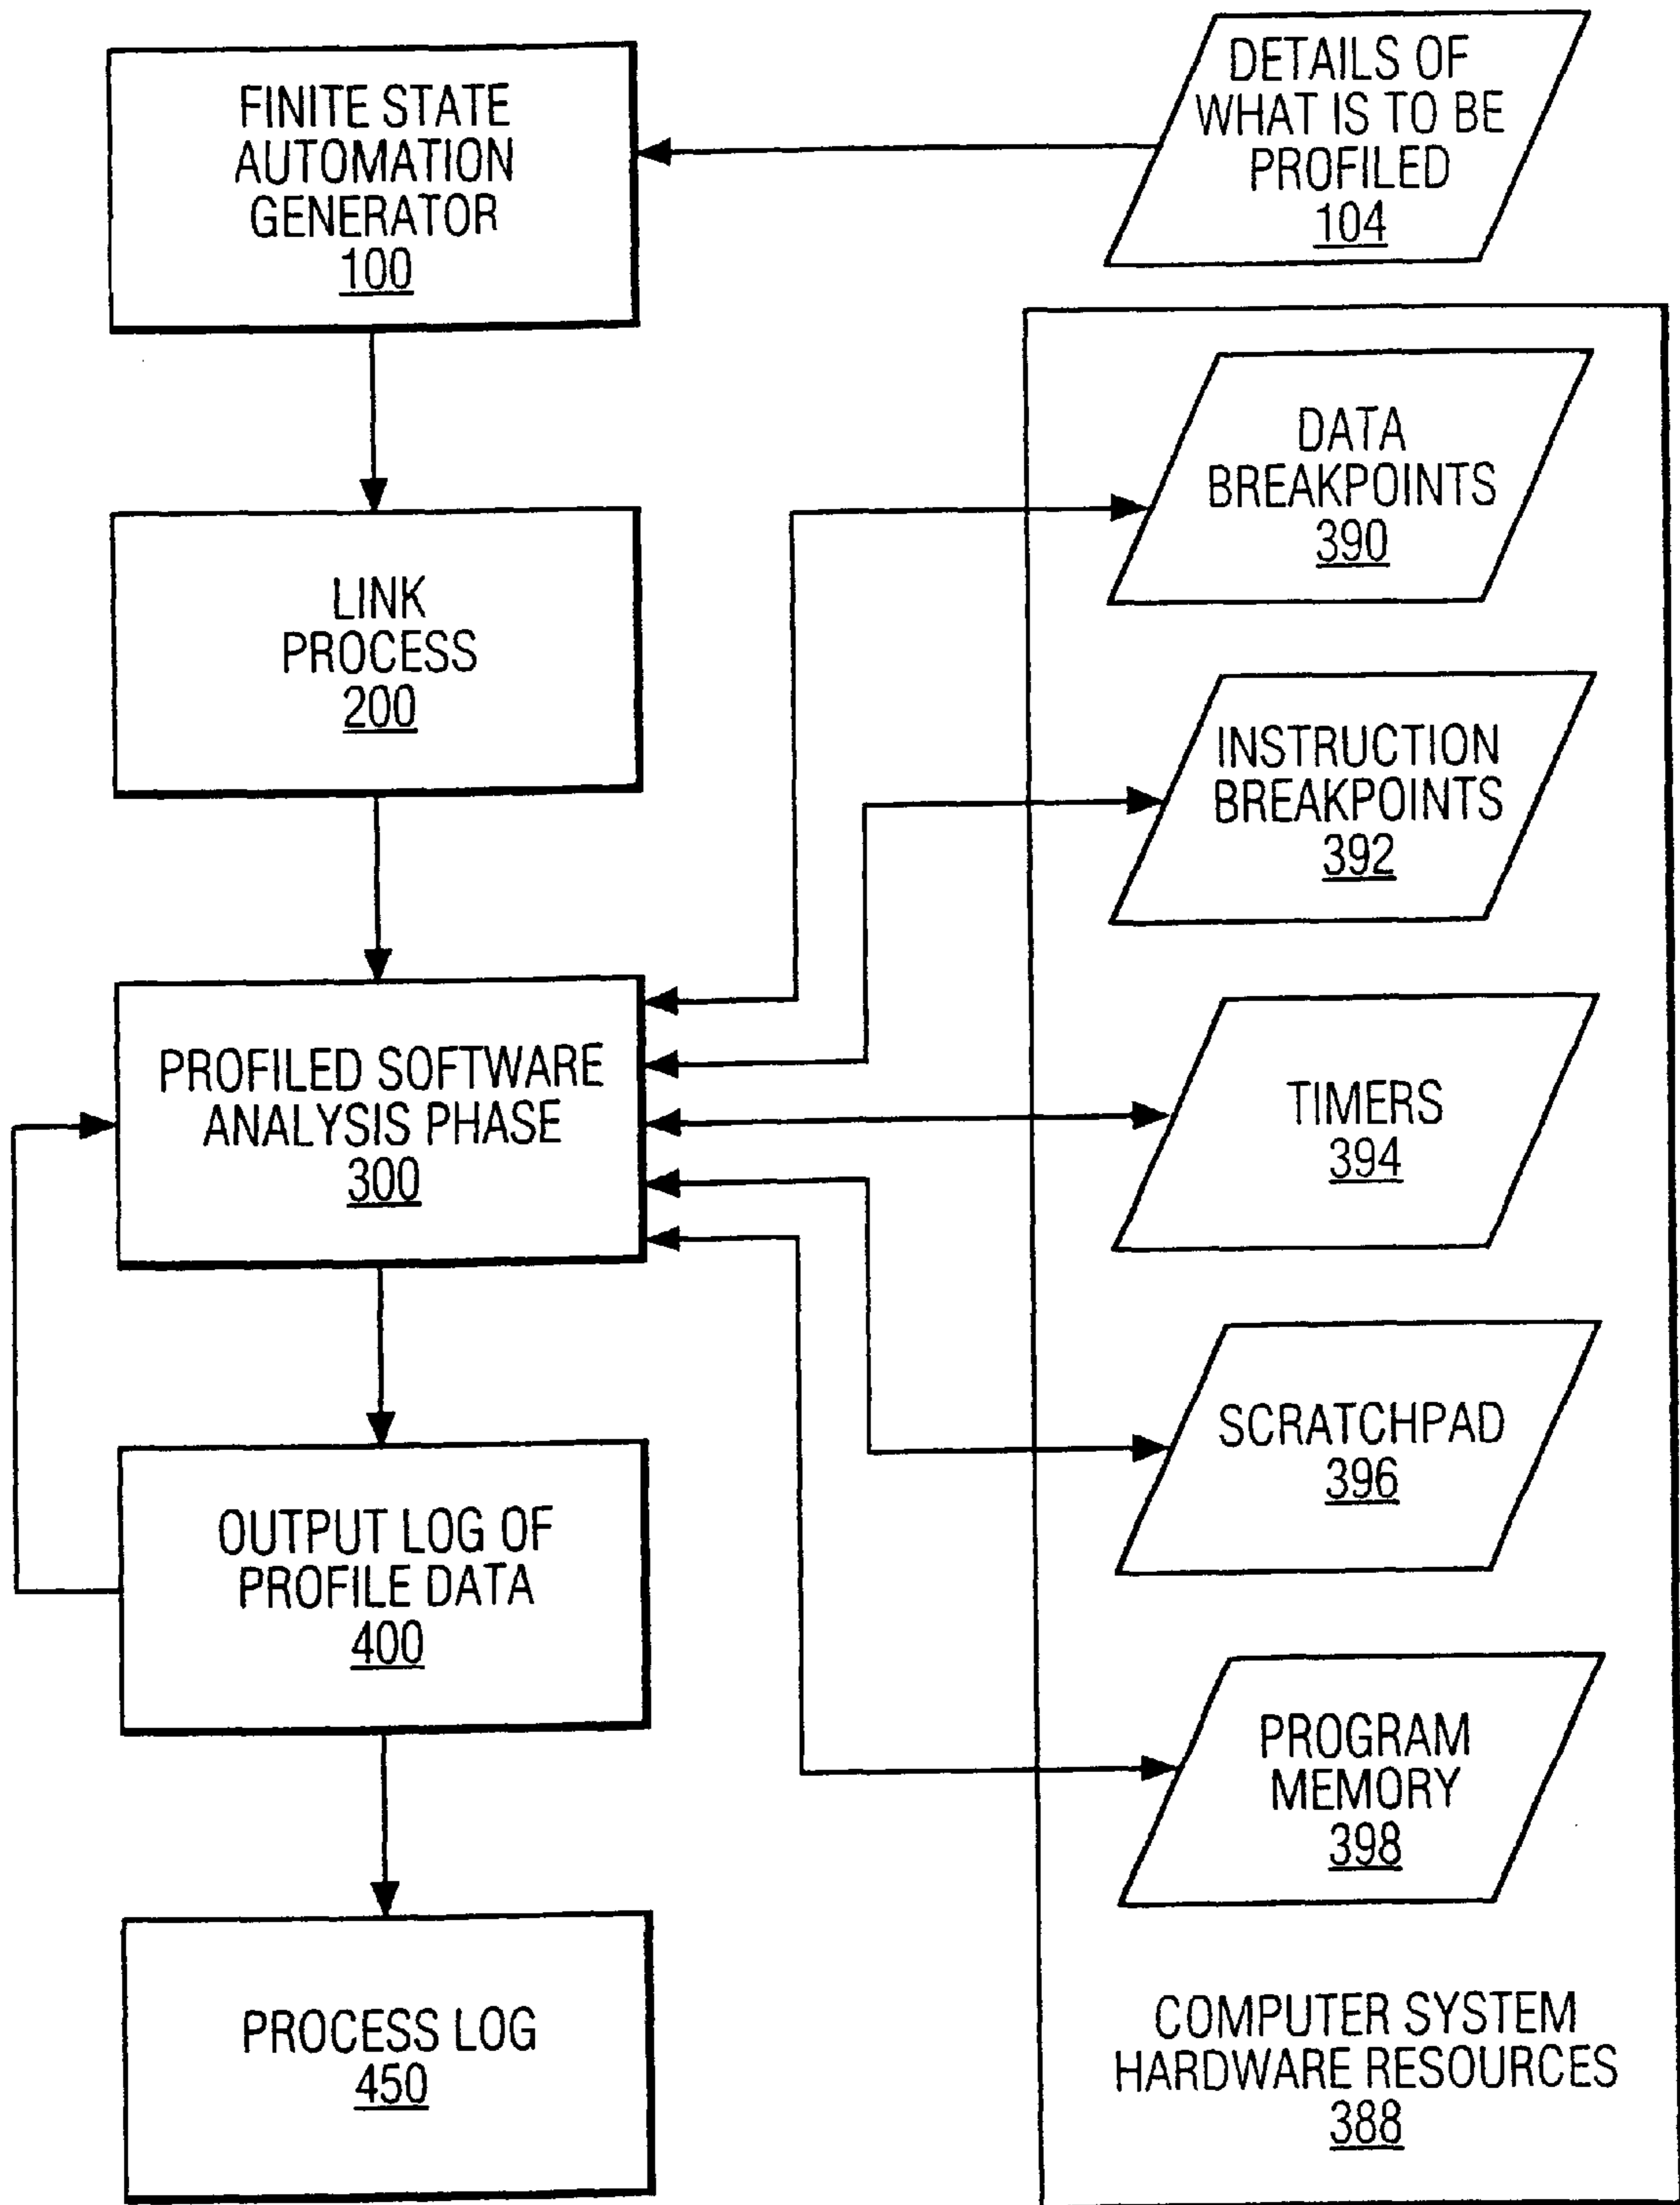 FINITE STATE
AUTOMATION
GENERATOR
100
DETAILS OF
WHAT IS TO BE
PROFILED
104
LINK
PROCESS
200
PROFILED SOFTWARE
ANALYSIS PHASE
300
OUTPUT LOG OF
PROFILE DATA
400
PROCESS LOG
450
DATA
BREAKPOINTS
390
INSTRUCTION
BREAKPOINTS
392
TIMERS
394
SCRATCHPAD
396
PROGRAM
MEMORY
398
COMPUTER SYSTEM
HARDWARE RESOURCES
388